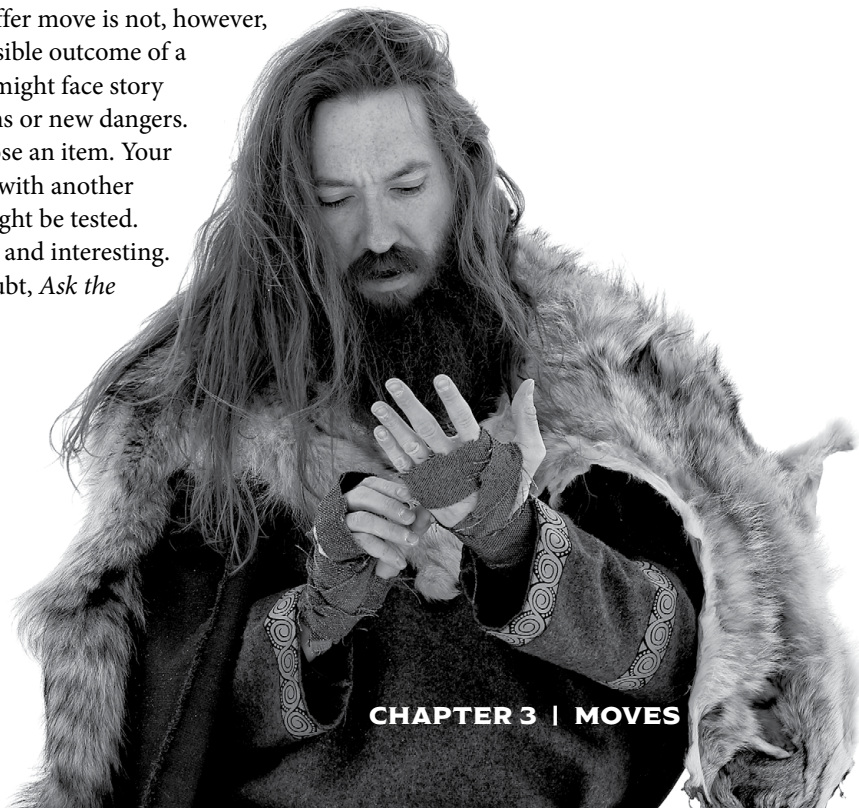 ffer move is not, however,
sible outcome of a
might face story
ns or new dangers.
ose an item. Your
with another
ght be tested.
and interesting.
ubt, Ask the
CHAPTER 3 | MOVES